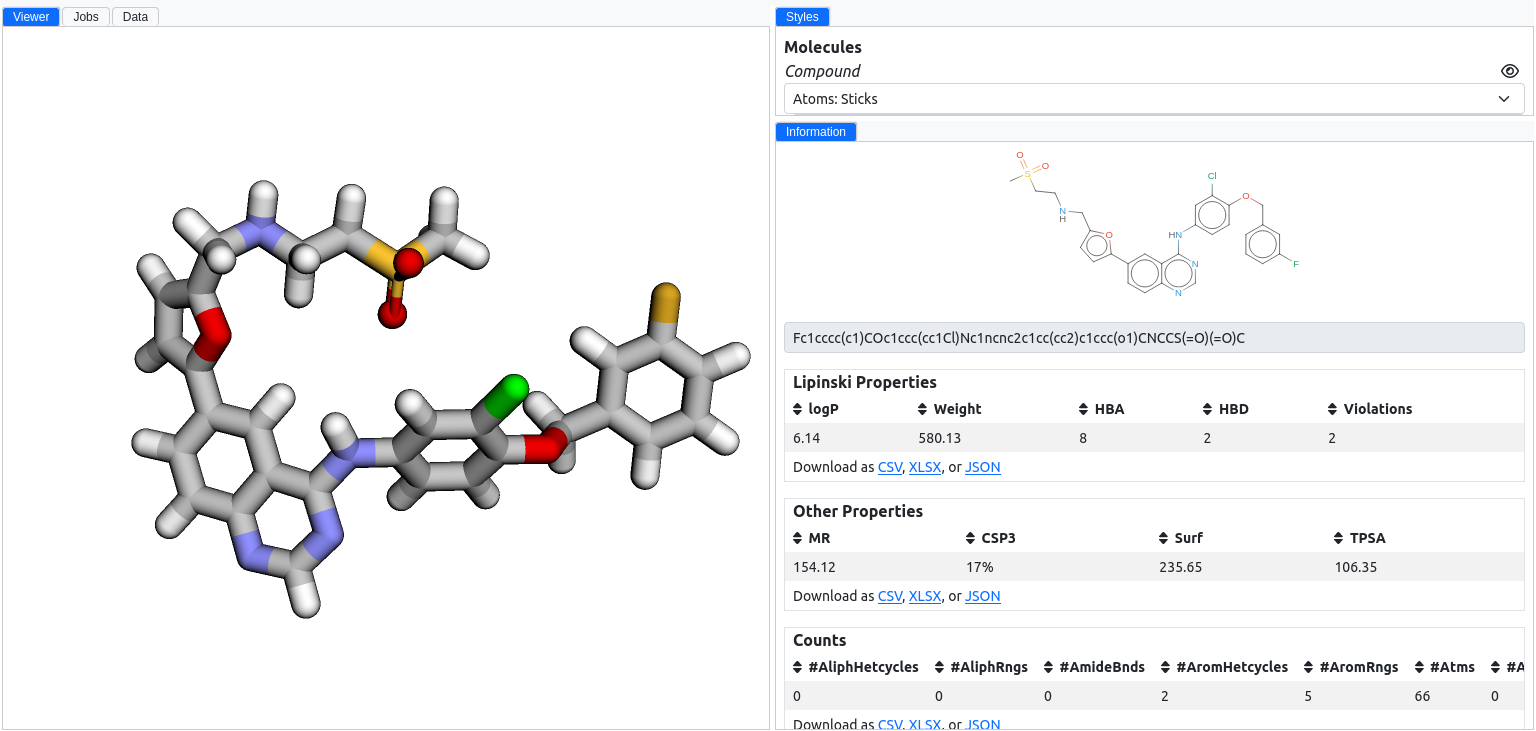 Viewer Jobs Data
Styles
Molecules
Compound
Atoms: Sticks
Information
O
O
S
Cl
O
N
H
O
HN
N
F
N
Fc1cccc(c1)COc1ccc(cc1Cl)Nc1ncnc2c1cc(cc2)c1ccc(o1)CNCCS(=O)(=O)C
Lipinski Properties
logP Weight HBA HBD Violations
6.14 580.13 8 2 2
Download as CSV, XLSX, or JSON
Other Properties
MR CSP3 Surf TPSA
154.12 17% 235.65 106.35
Download as CSV, XLSX, or JSON
Counts
#AliphHetcycles #AliphRngs #AmideBnds #AromHetcycles #AromRngs #Atms #A
0 0 0 2 5 66 0
Download as CSV, XLSX, or JSON